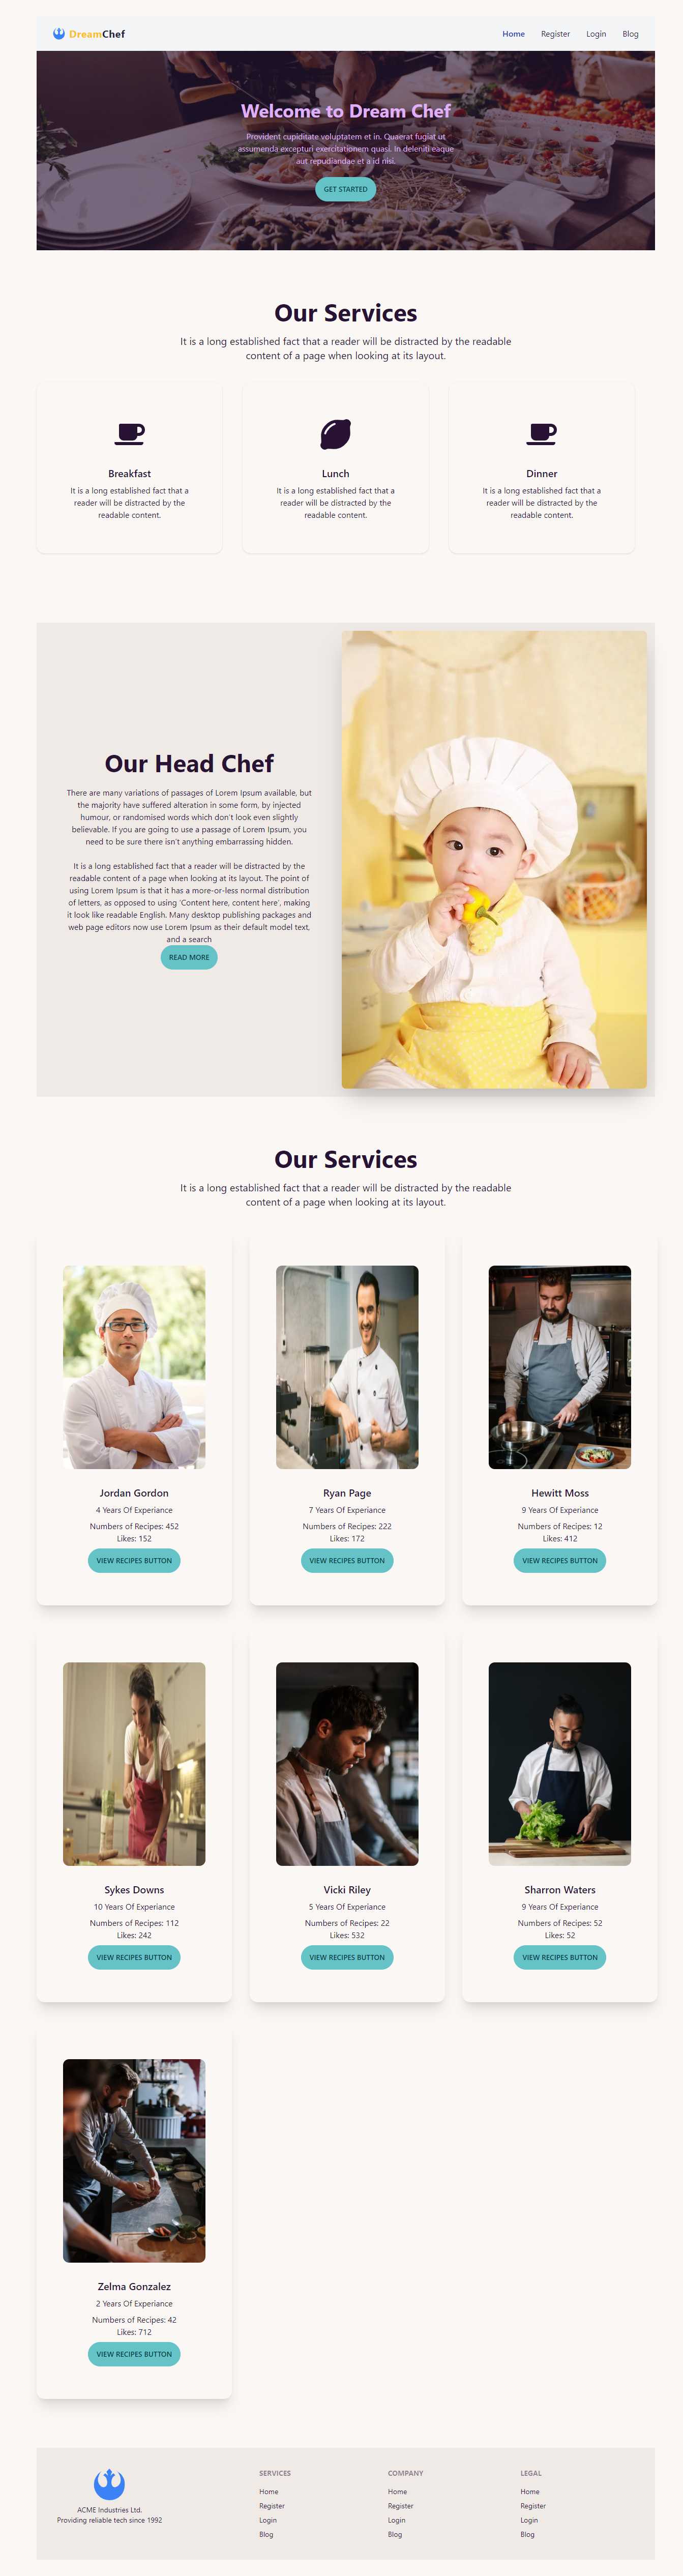 DreamChef
Home Register Login Blog
Welcome to Dream Chef
Provident cupiditate voluptatem et in. Quaerat fugiat ut
assumenda excepturi exercitationem quasi. In deleniti eaque
aut repudiandae et a id nisi.
GET STARTED
Our Services
It is a long established fact that a reader will be distracted by the readable
content of a page when looking at its layout.
Breakfast
It is a long established fact that a
reader will be distracted by the
readable content.
Lunch
It is a long established fact that a
reader will be distracted by the
readable content.
Dinner
It is a long established fact that a
reader will be distracted by the
readable content.
Our Head Chef
There are many variations of passages of Lorem Ipsum available, but
the majority have suffered alteration in some form, by injected
humour, or randomised words which don't look even slightly
believable. If you are going to use a passage of Lorem Ipsum, you
need to be sure there isn't anything embarrassing hidden.
It is a long established fact that a reader will be distracted by the
readable content of a page when looking at its layout. The point of
using Lorem Ipsum is that it has a more-or-less normal distribution
of letters, as opposed to using 'Content here, content here', making
it look like readable English. Many desktop publishing packages and
web page editors now use Lorem Ipsum as their default model text,
and a search
READ MORE
Our Services
It is a long established fact that a reader will be distracted by the readable
content of a page when looking at its layout.
Jordan Gordon
4 Years Of Experiance
Numbers of Recipes: 452
Likes: 152
VIEW RECIPES BUTTON
Ryan Page
7 Years Of Experiance
Numbers of Recipes: 222
Likes: 172
VIEW RECIPES BUTTON
Hewitt Moss
9 Years Of Experiance
Numbers of Recipes: 12
Likes: 412
VIEW RECIPES BUTTON
Sykes Downs
10 Years Of Experiance
Numbers of Recipes: 112
Likes: 242
VIEW RECIPES BUTTON
Vicki Riley
5 Years Of Experiance
Numbers of Recipes: 22
Likes: 532
VIEW RECIPES BUTTON
Sharron Waters
9 Years Of Experiance
Numbers of Recipes: 52
Likes: 52
VIEW RECIPES BUTTON
Zelma Gonzalez
2 Years Of Experiance
Numbers of Recipes: 42
Likes: 712
VIEW RECIPES BUTTON
ACME Industries Ltd.
Providing reliable tech since 1992
SERVICES
Home
Register
Login
Blog
COMPANY
Home
Register
Login
Blog
LEGAL
Home
Register
Login
Blog